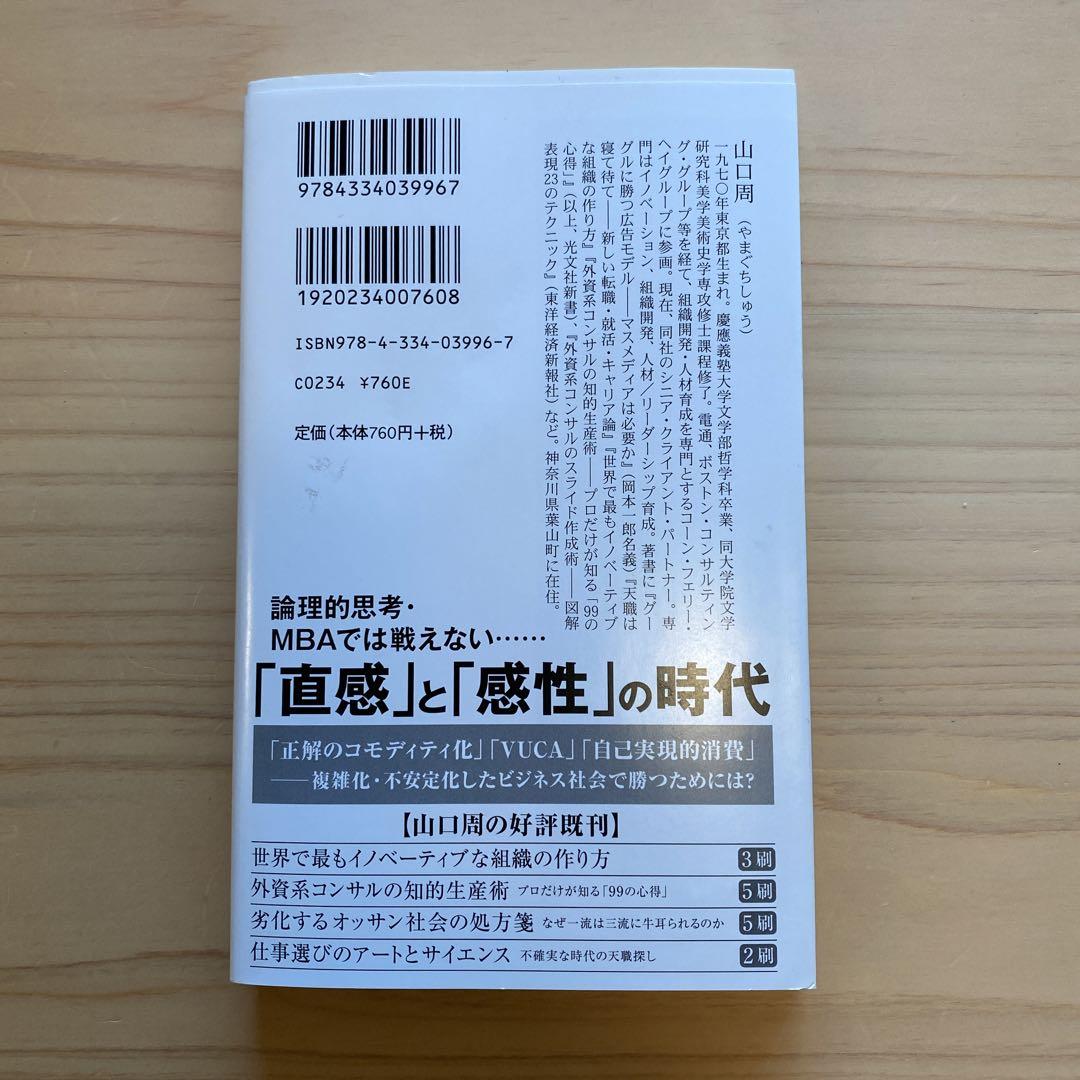 9784334039967
1920234007608
ISBN978-4-334-03996-7
C0234 ¥760E
定価(本体760円+税)
山口周(やまぐちしゅう)
一九七〇年東京都生まれ。慶應義塾大学文学部哲学科卒業、同大学院文学
研究科美学美術史学専攻修士課程修了。電通、ボストン・コンサルティン
グ・グループ等を経て、組織開発・人材育成を専門とするコーン・フェリー・
ヘイグループに参画。現在、同社のシニア・クライアント・パートナー。専
門はイノベーション、組織開発、人材/リーダーシップ育成。著書に『グー
グルに勝つ広告モデル――マスメディアは必要か』(岡本一郎名義)『天職は
寝て待て――新しい転職・就活・キャリア論』『世界で最もイノベーティブ
な組織の作り方』『外資系コンサルの知的生産術――プロだけが知る「99の
心得」』(以上、光文社新書)、『外資系コンサルのスライド作成術――図解
表現23のテクニック』(東洋経済新報社)など。神奈川県葉山町に在住。
論理的思考・
MBAでは戦えない……
「直感」と「感性」の時代
「正解のコモディティ化」「VUCA」「自己実現的消費」
――複雑化・不安定化したビジネス社会で勝つためには?
【山口周の好評既刊】
世界で最もイノベーティブな組織の作り方 3刷
外資系コンサルの知的生産術 プロだけが知る「99の心得」 5刷
劣化するオッサン社会の処方箋 なぜ一流は三流に牛耳られるのか 5刷
仕事選びのアートとサイエンス 不確実な時代の天職探し 2刷